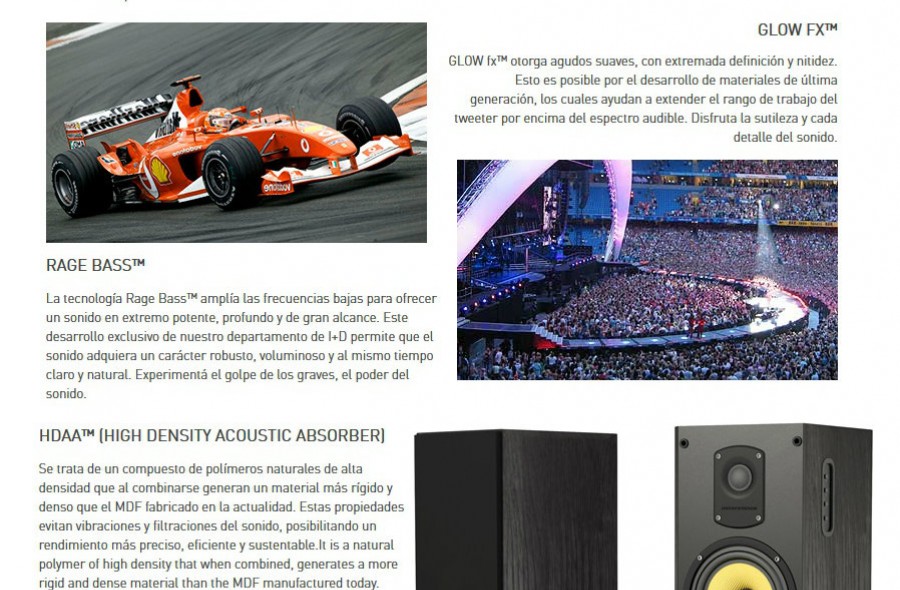 GLOW FX™
GLOW fx™ otorga agudos suaves, con extremada definición y nitidez.
Esto es posible por el desarrollo de materiales de última
generación, los cuales ayudan a extender el rango de trabajo del
tweeter por encima del espectro audible. Disfruta la sutileza y cada
detalle del sonido.
RAGE BASS™
La tecnología Rage Bass™ amplía las frecuencias bajas para ofrecer
un sonido en extremo potente, profundo y de gran alcance. Este
desarrollo exclusivo de nuestro departamento de I+D permite que el
sonido adquiera un carácter robusto, voluminoso y al mismo tiempo
claro y natural. Experimentá el golpe de los graves, el poder del
sonido.
HDAA™ (HIGH DENSITY ACOUSTIC ABSORBER)
Se trata de un compuesto de polímeros naturales de alta
densidad que al combinarse generan un material más rígido y
denso que el MDF fabricado en la actualidad. Estas propiedades
evitan vibraciones y filtraciones del sonido, posibilitando un
rendimiento más preciso, eficiente y sustentable.It is a natural
polymer of high density that when combined, generates a more
rigid and dense material than the MDF manufactured today.